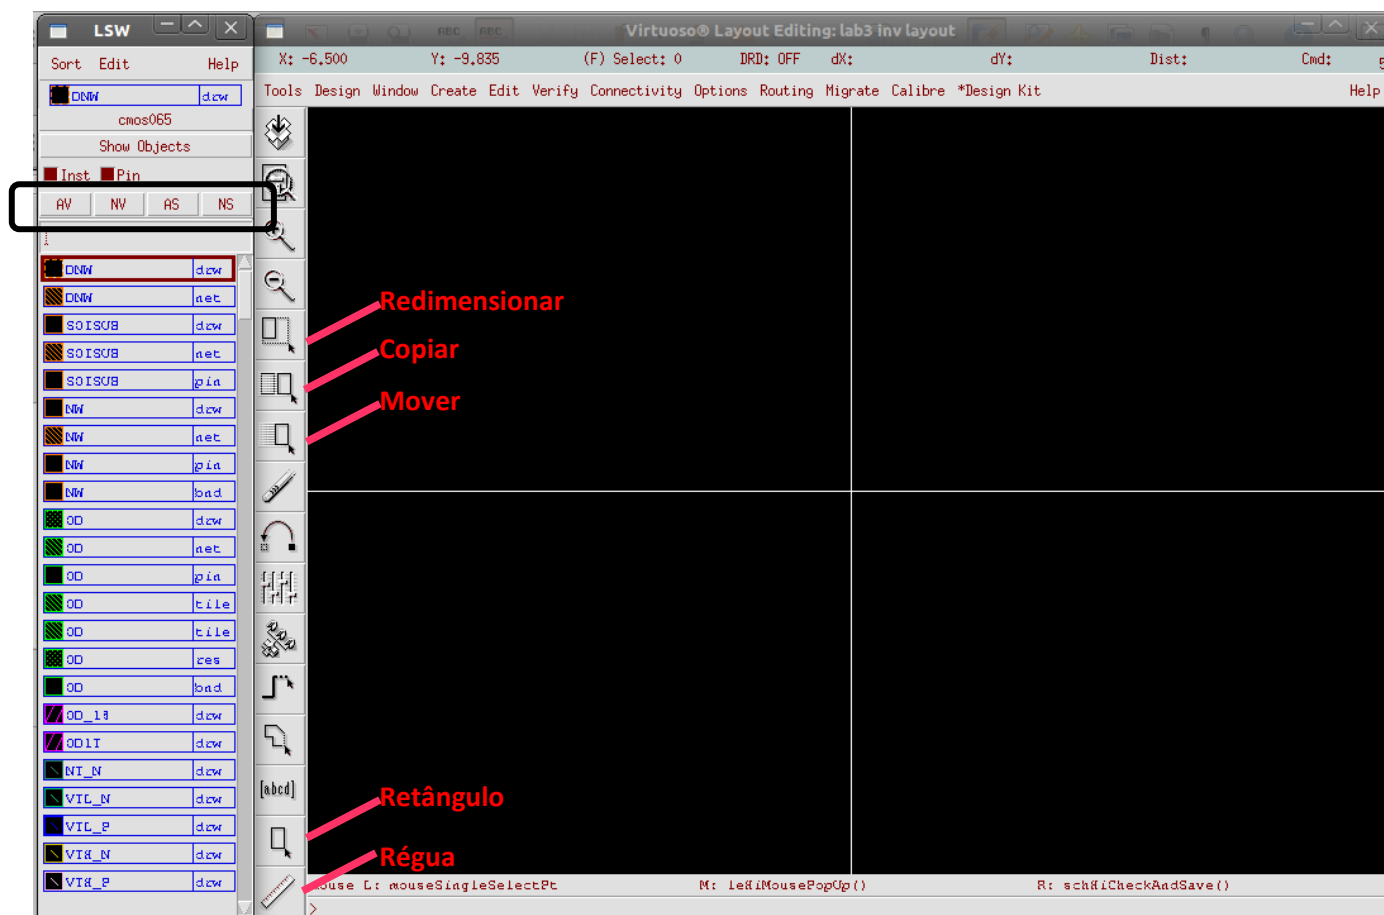 LSW
Sort Edit Help
DNW drw
cmos065
Show Objects
Inst Pin
AV NV AS NS
DNW drw
DNW net
drw
net
pin
NW drw
NW net
NW pin
NW bnd
OD drw
OD net
OD pin
OD tile
OD tile
OD res
OD bnd
drw
drw
NT_N drw
VTL_N drw
VTL_P drw
VTH_N drw
VTH_P drw
Virtuoso® Layout Editing: lab3 inv layout
X: -6.500 Y: -9.835 (F) Select: 0 DRD: OFF dX: dY: Dist: Cmd:
Tools Design Window Create Edit Verify Connectivity Options Routing Migrate Calibre *Design Kit Help
Redimensionar
Copiar
Mover
[abcd]
Retângulo
Régua
mouse L: mouseSingleSelectPt M: leHiMousePopUp() R: schHiCheckAndSave()
>